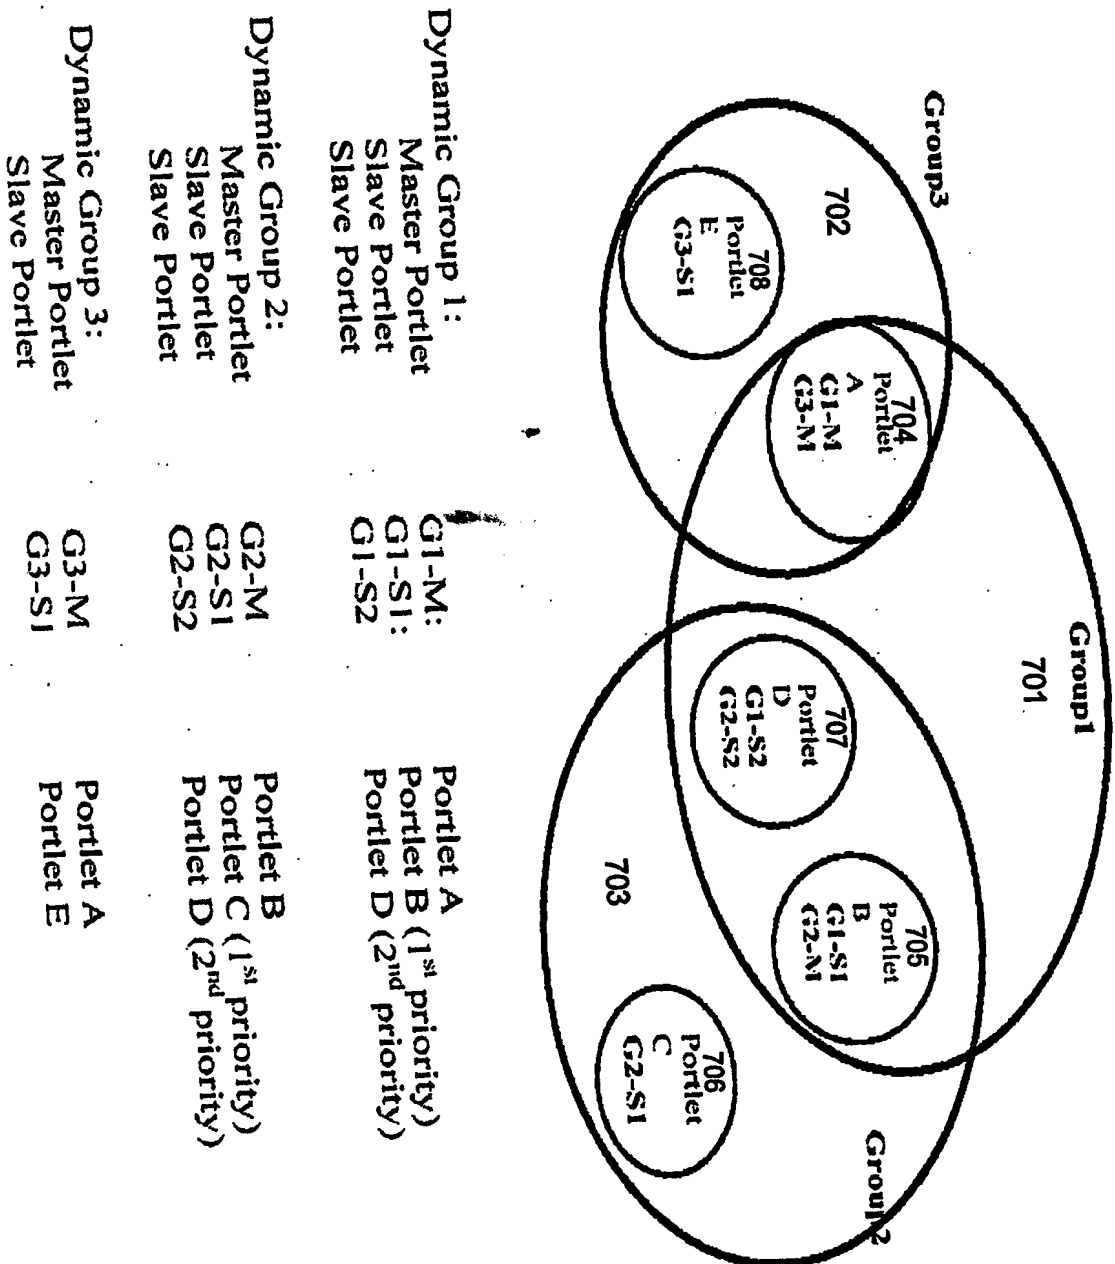 Group1
701
Group3
702
704
Portlet
A
G1-M
G3-M
708
Portlet
E
G3-S1
707
Portlet
D
G1-S2
G2-S2
705
Portlet
B
G1-S1
G2-M
703
706
Portlet
C
G2-S1
Group2
Dynamic Group 1:
Master Portlet G1-M: Portlet A
Slave Portlet G1-S1: Portlet B (1st priority)
Slave Portlet G1-S2 Portlet D (2nd priority)
Dynamic Group 2:
Master Portlet G2-M Portlet B
Slave Portlet G2-S1 Portlet C (1st priority)
Slave Portlet G2-S2 Portlet D (2nd priority)
Dynamic Group 3:
Master Portlet G3-M Portlet A
Slave Portlet G3-S1 Portlet E